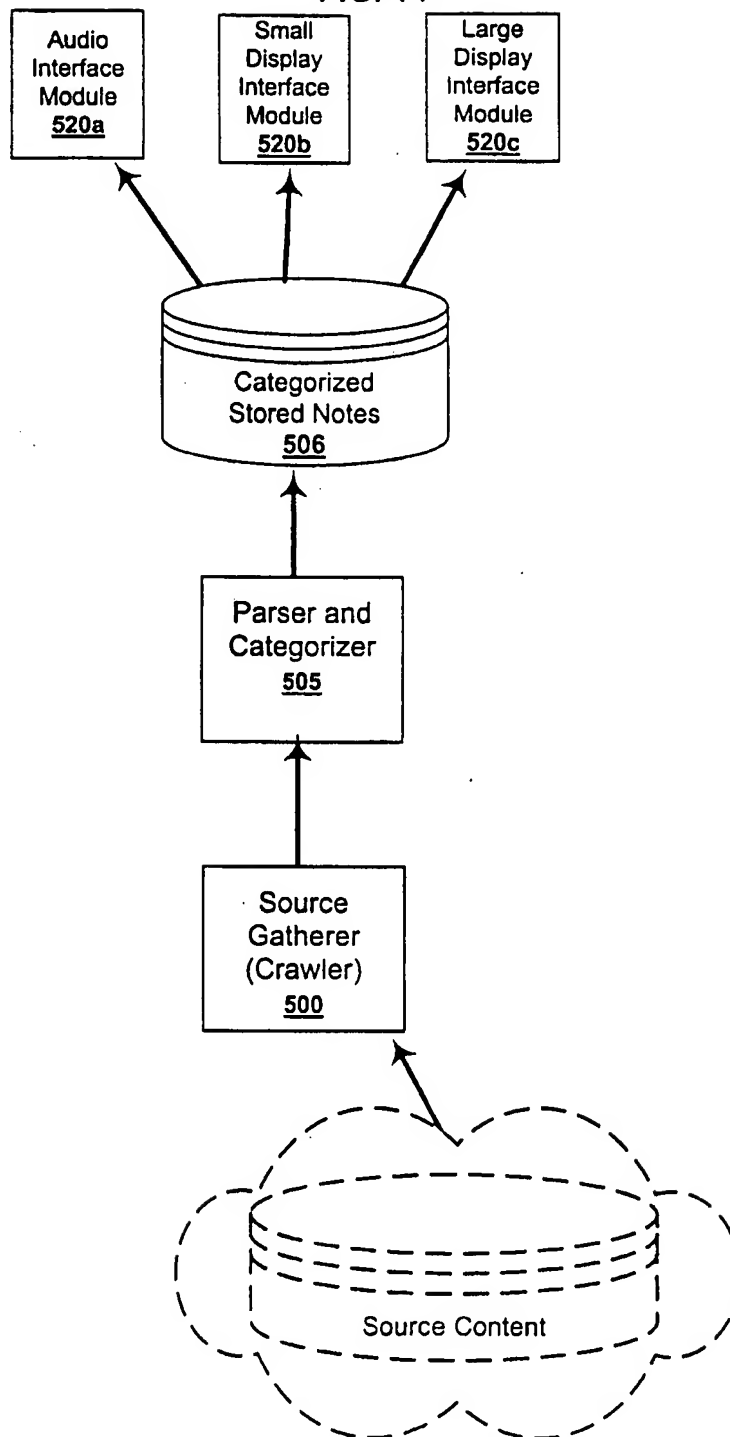 Audio
Interface
Module
520a
Small
Display
Interface
Module
520b
Large
Display
Interface
Module
520c
Categorized
Stored Notes
506
Parser and
Categorizer
505
Source
Gatherer
(Crawler)
500
Source Content